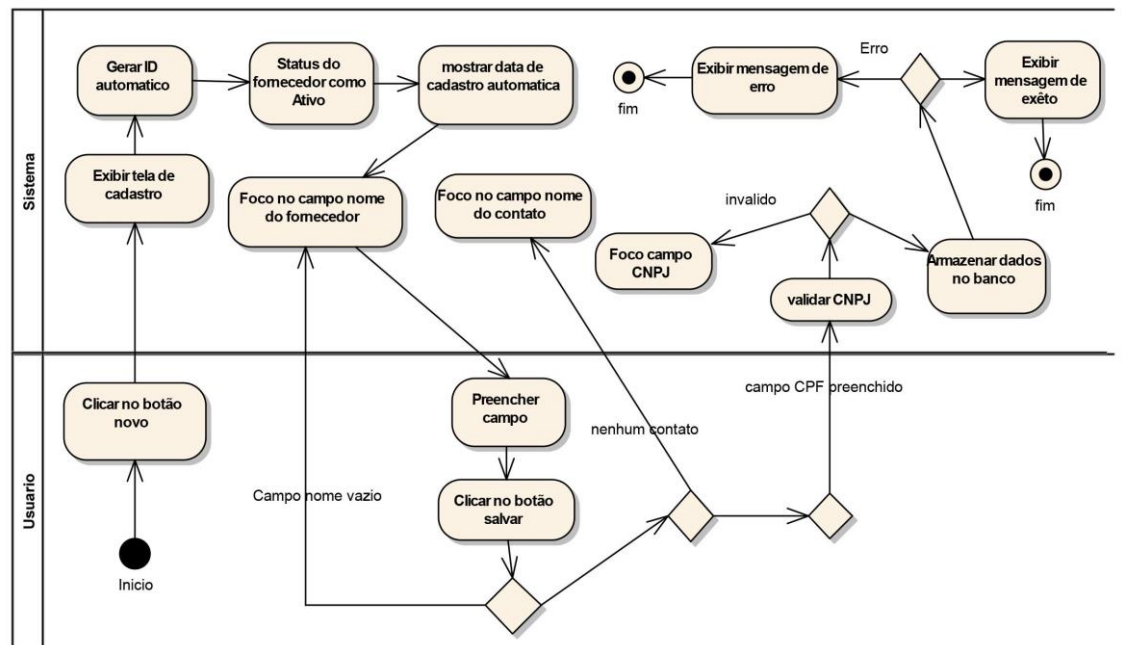 Sistema
Gerar ID
automatico
Status do
fornecedor como
Ativo
mostrar data de
cadastro automatica
fim
Exibir mensagem de
erro
Erro
Exibir
mensagem de
exêto
fim
Exibir tela de
cadastro
Foco no campo nome
do fornecedor
Foco no campo nome
do contato
invalido
Foco campo
CNPJ
validar CNPJ
Armazenar dados
no banco
Usuario
Clicar no botão
novo
Preencher
campo
campo CPF preenchido
nenhum contato
Campo nome vazio
Clicar no botão
salvar
Inicio